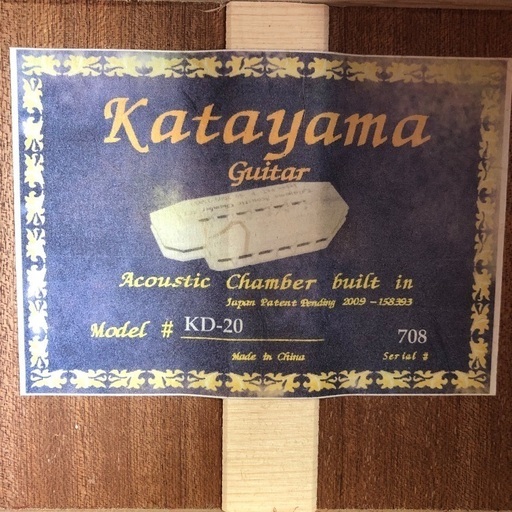 Katayama
Guitar
Acoustic Chamber built in
Japan Patent Pending 2009-158393
Model # KD-20
708
Made in China
Serial #